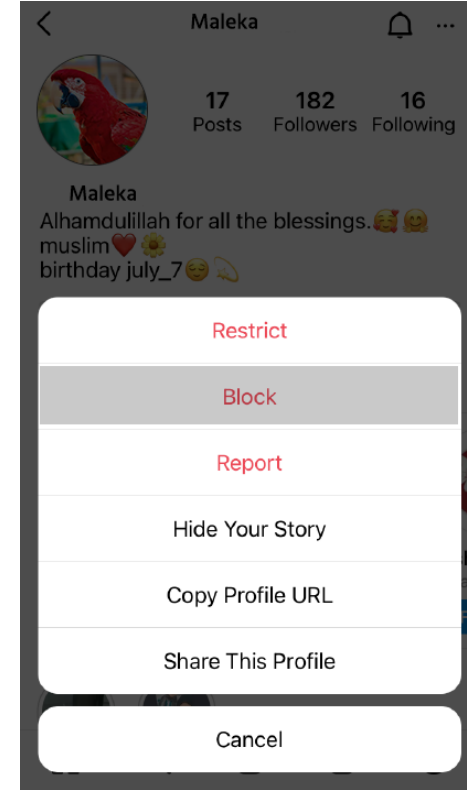 Maleka
17 182 16
Posts Followers Following
Maleka
Alhamdulillah for all the blessings.🥰🤗
muslim❤️🌼
birthday july_7😌💫
Restrict
Block
Report
Hide Your Story
Copy Profile URL
Share This Profile
Cancel